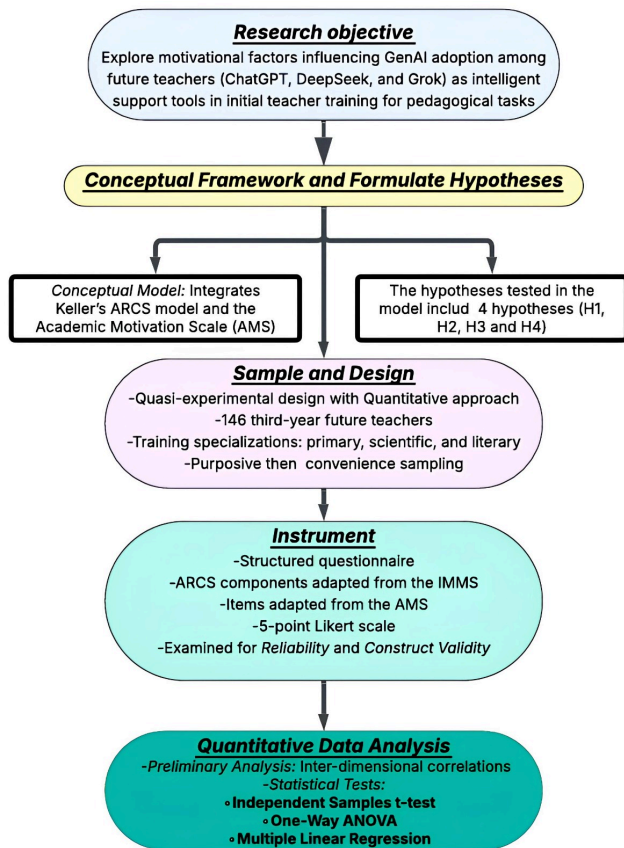 Research objective
Explore motivational factors influencing GenAI adoption among
future teachers (ChatGPT, DeepSeek, and Grok) as intelligent
support tools in initial teacher training for pedagogical tasks
Conceptual Framework and Formulate Hypotheses
Conceptual Model: Integrates
Keller's ARCS model and the
Academic Motivation Scale (AMS)
The hypotheses tested in the
model includ 4 hypotheses (H1,
H2, H3 and H4)
Sample and Design
-Quasi-experimental design with Quantitative approach
-146 third-year future teachers
-Training specializations: primary, scientific, and literary
-Purposive then convenience sampling
Instrument
-Structured questionnaire
-ARCS components adapted from the IMMS
-Items adapted from the AMS
-5-point Likert scale
-Examined for Reliability and Construct Validity
Quantitative Data Analysis
-Preliminary Analysis: Inter-dimensional correlations
-Statistical Tests:
∘Independent Samples t-test
∘One-Way ANOVA
∘Multiple Linear Regression